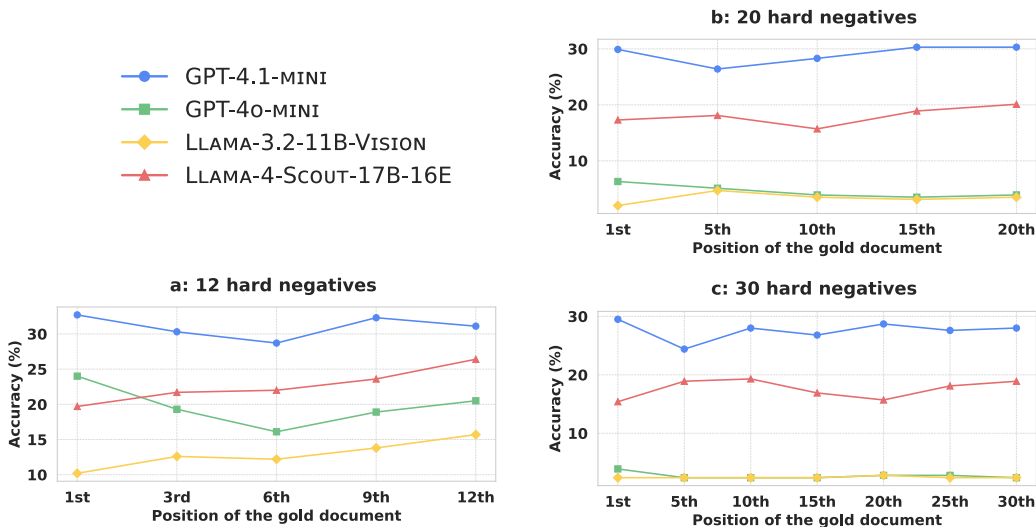 GPT-4.1-MINI
GPT-4O-MINI
LLAMA-3.2-11B-VISION
LLAMA-4-SCOUT-17B-16E
b: 20 hard negatives
Accuracy (%)
30
20
10
1st 5th 10th 15th 20th
Position of the gold document
a: 12 hard negatives
Accuracy (%)
30
25
20
15
10
1st 3rd 6th 9th 12th
Position of the gold document
c: 30 hard negatives
Accuracy (%)
30
20
10
1st 5th 10th 15th 20th 25th 30th
Position of the gold document